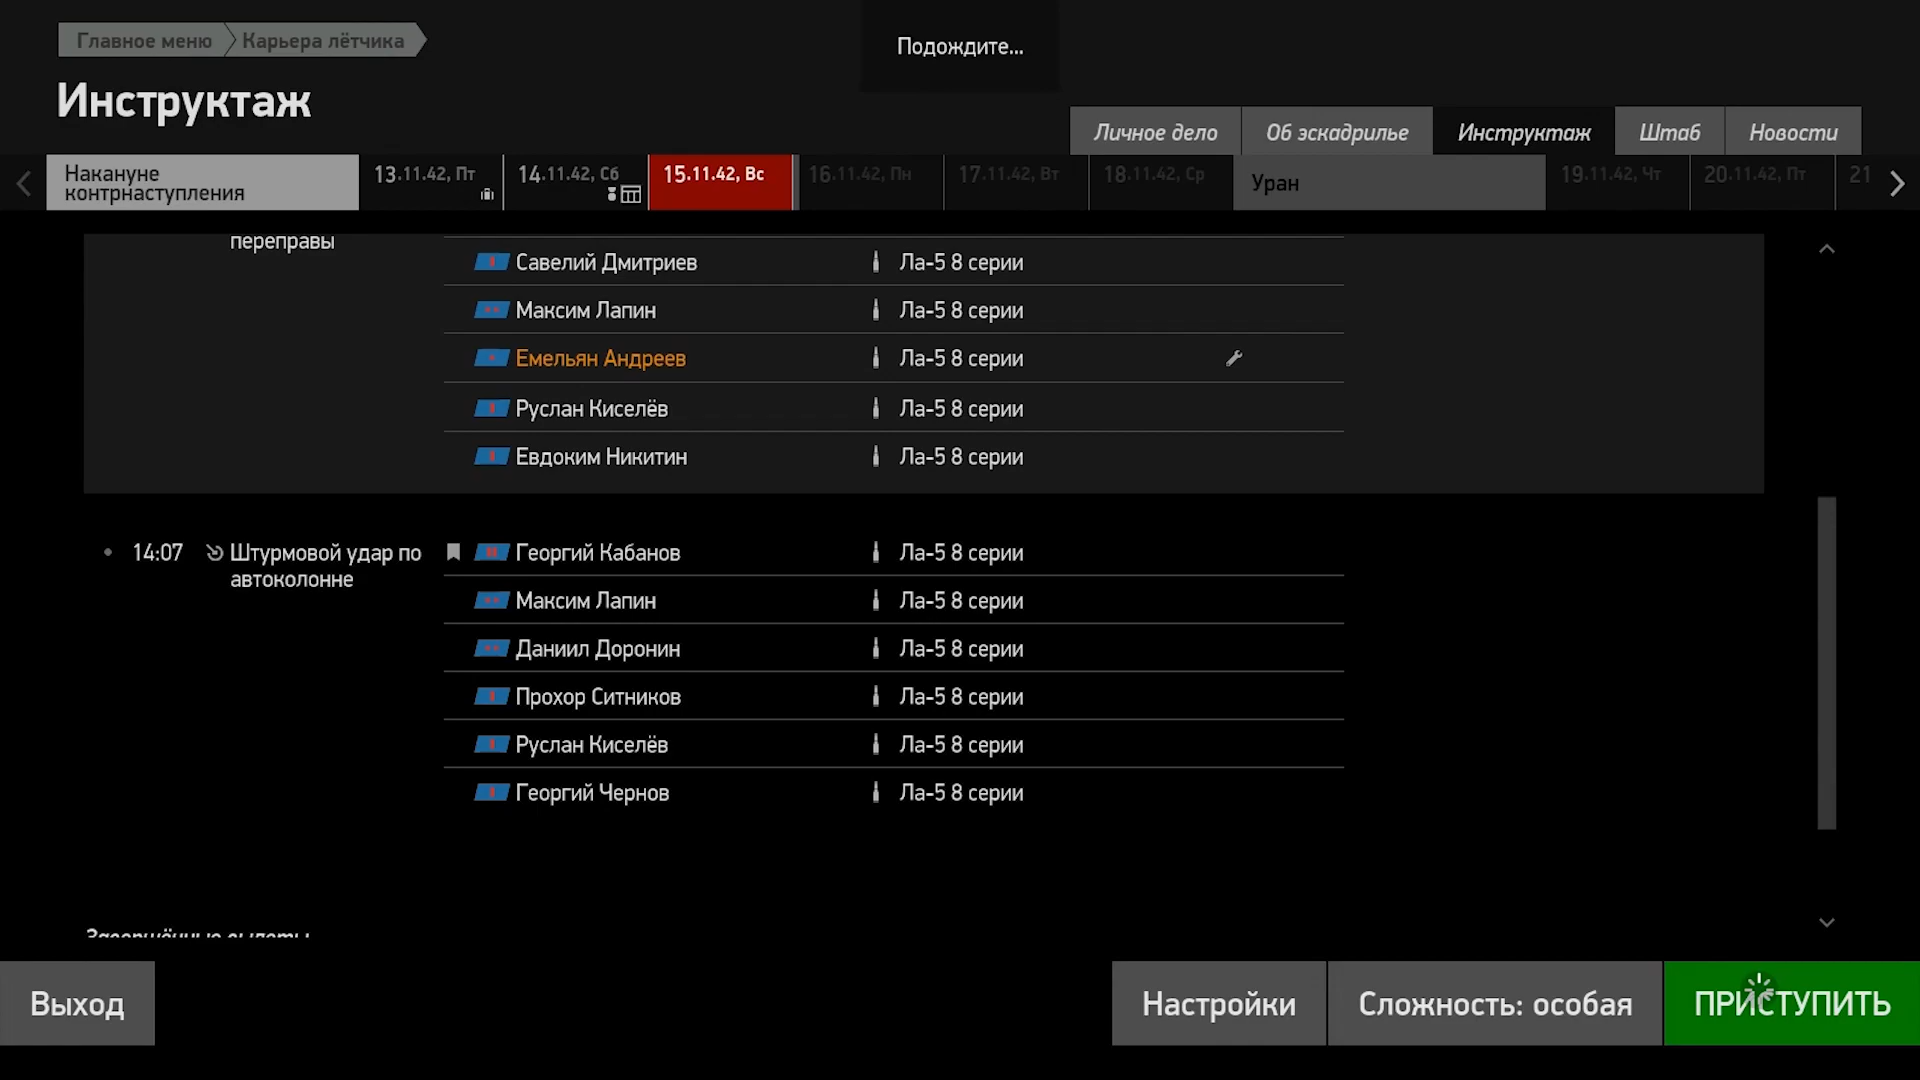 Главное меню
Карьера лётчика
Подождите...
Инструктаж
Личное дело
Об эскадрилье
Инструктаж
Штаб
Новости
Накануне
контрнаступления
13.11.42, Пт
14.11.42, Сб
15.11.42, Вс
16.11.42, Пн
17.11.42, Вт
18.11.42, Ср
Уран
19.11.42, Чт
20.11.42, Пт
21
переправы
Савелий Дмитриев Ла-5 8 серии
Максим Лапин Ла-5 8 серии
Емельян Андреев Ла-5 8 серии
Руслан Киселёв Ла-5 8 серии
Евдоким Никитин Ла-5 8 серии
14:07 Штурмовой удар по Георгий Кабанов Ла-5 8 серии
автоколонне
Максим Лапин Ла-5 8 серии
Даниил Доронин Ла-5 8 серии
Прохор Ситников Ла-5 8 серии
Руслан Киселёв Ла-5 8 серии
Георгий Чернов Ла-5 8 серии
Завершённые вылеты
Выход
Настройки
Сложность: особая
ПРИСТУПИТЬ